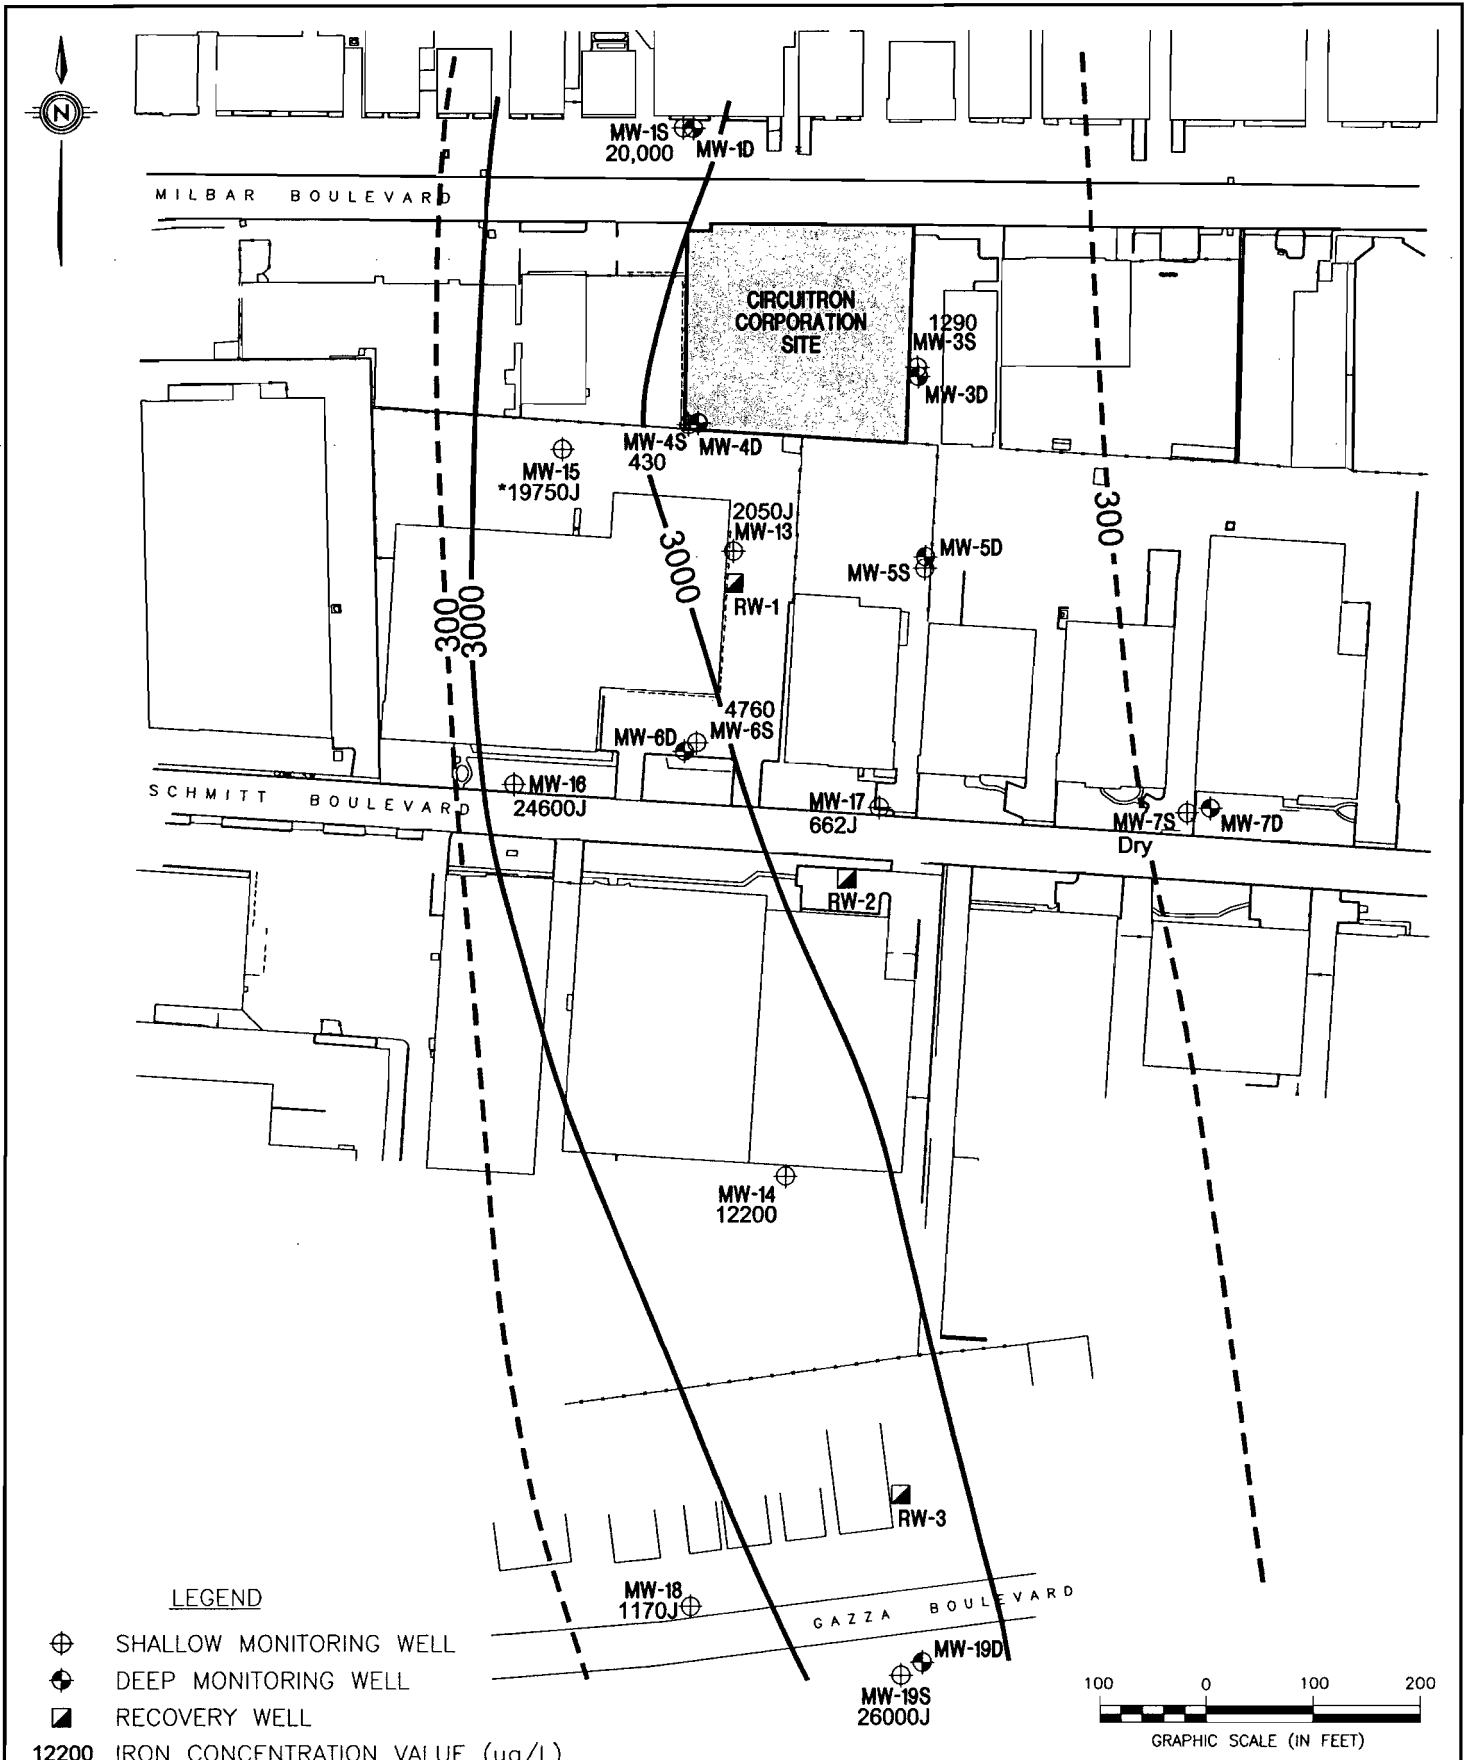 N
MW-1S
20,000
MW-1D
MILBAR BOULEVARD
CIRCUITRON
CORPORATION
SITE
1290
MW-3S
MW-3D
MW-4S
430
MW-4D
MW-15
*19750J
2050J
MW-13
300
3000
MW-5D
MW-5S
RW-1
300
3000
4760
MW-6S
MW-6D
MW-16
24600J
SCHMITT BOULEVARD
MW-17
662J
MW-7S
Dry
MW-7D
RW-2
MW-14
12200
RW-3
MW-18
1170J
GAZZA BOULEVARD
MW-19D
MW-19S
26000J
LEGEND
SHALLOW MONITORING WELL
DEEP MONITORING WELL
RECOVERY WELL
12200 IRON CONCENTRATION VALUE (ug/L)
100 0 100 200
GRAPHIC SCALE (IN FEET)